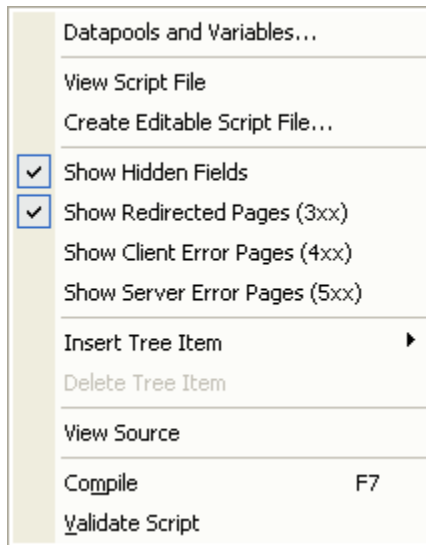 Datapools and Variables...
View Script File
Create Editable Script File...
Show Hidden Fields
Show Redirected Pages (3xx)
Show Client Error Pages (4xx)
Show Server Error Pages (5xx)
Insert Tree Item
Delete Tree Item
View Source
Compile F7
Validate Script